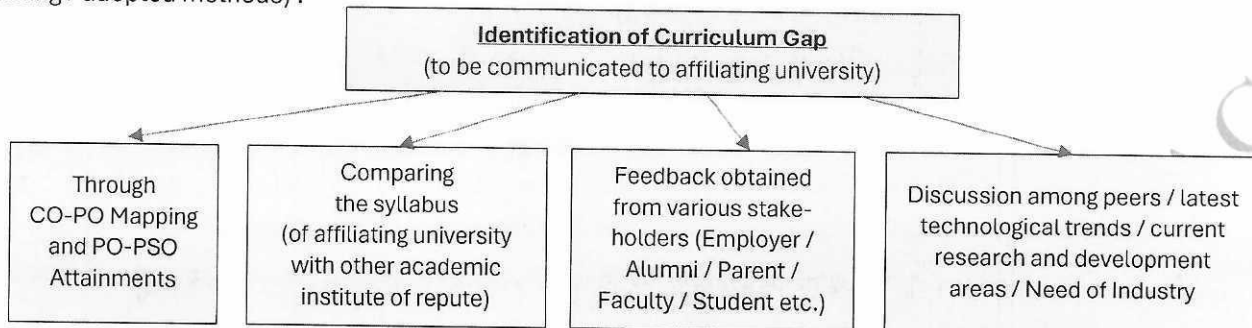 adopted methods) :
Identification of Curriculum Gap
(to be communicated to affiliating university)
Through
CO-PO Mapping
and PO-PSO
Attainments
Comparing
the syllabus
(of affiliating university
with other academic
institute of repute)
Feedback obtained
from various stake-
holders (Employer /
Alumni / Parent /
Faculty / Student etc.)
Discussion among peers / latest
technological trends / current
research and development
areas / Need of Industry